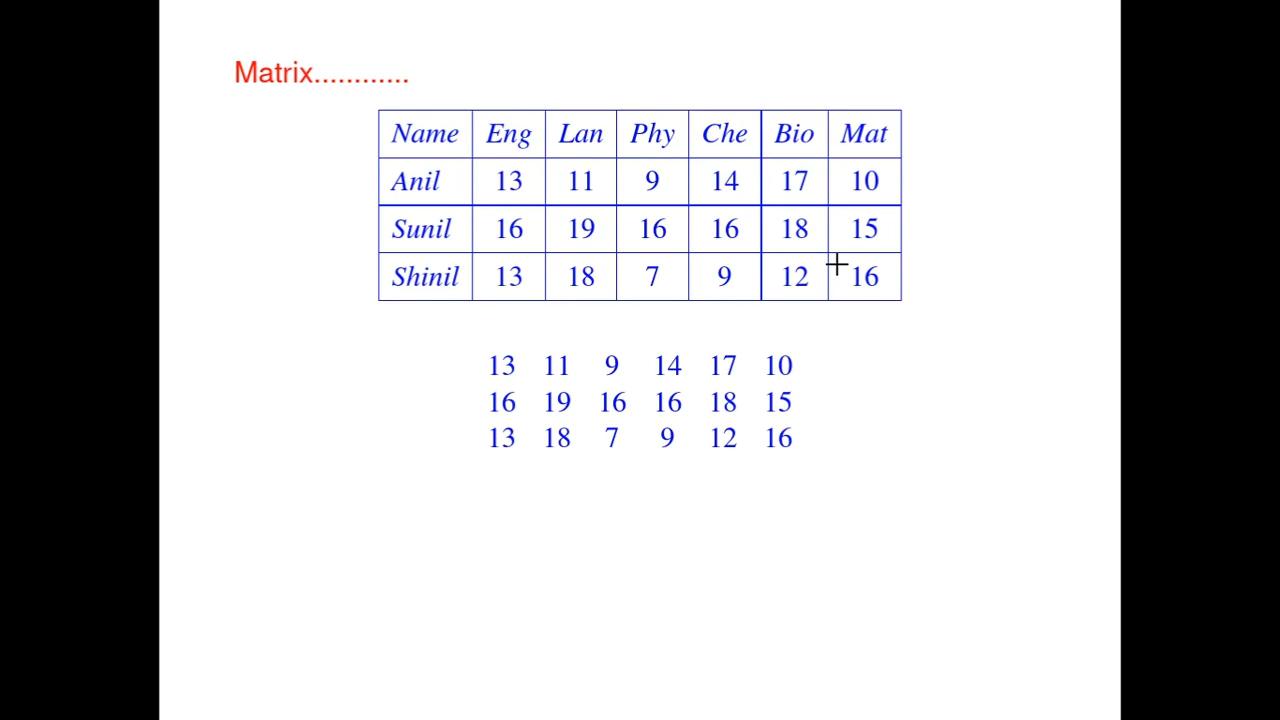 Matrix............
Name Eng Lan Phy Che Bio Mat
Anil 13 11 9 14 17 10
Sunil 16 19 16 16 18 15
Shinil 13 18 7 9 12 16
13 11 9 14 17 10
16 19 16 16 18 15
13 18 7 9 12 16